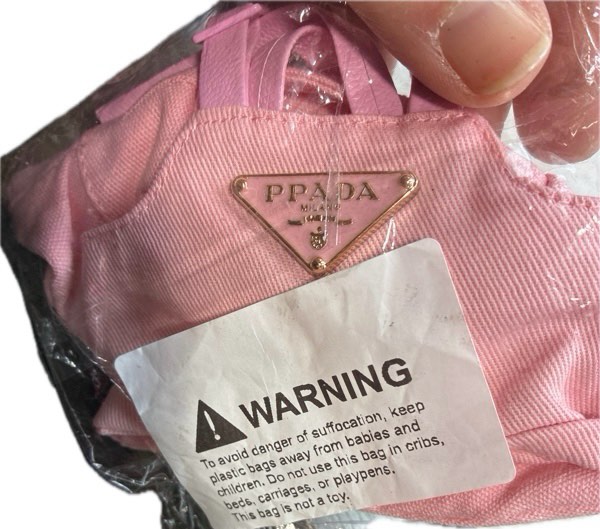 PPADA
MILANO
WARNING
To avoid danger of suffocation, keep
plastic bags away from babies and
children. Do not use this bag in cribs,
beds, carriages, or playpens.
This bag is not a toy.